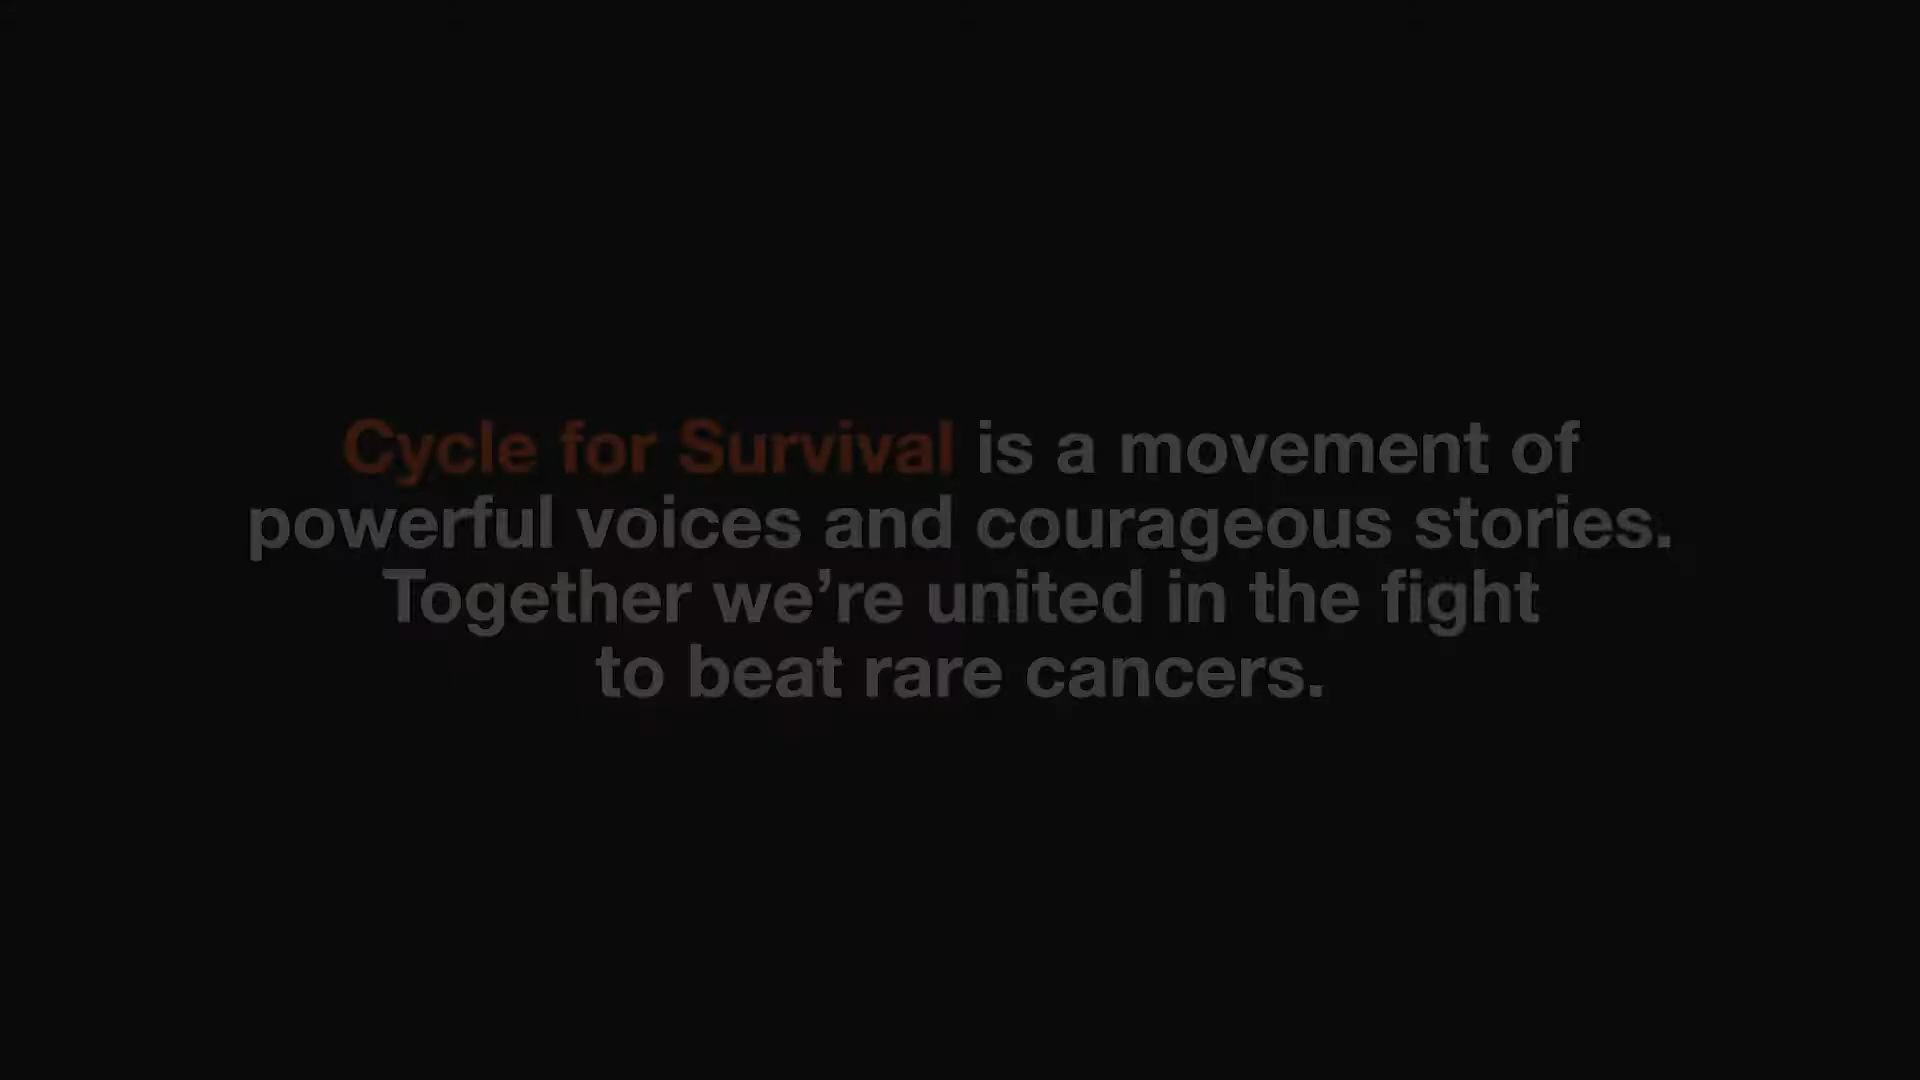 Cycle for Survival is a movement of
powerful voices and courageous stories.
Together we’re united in the fight
to beat rare cancers.